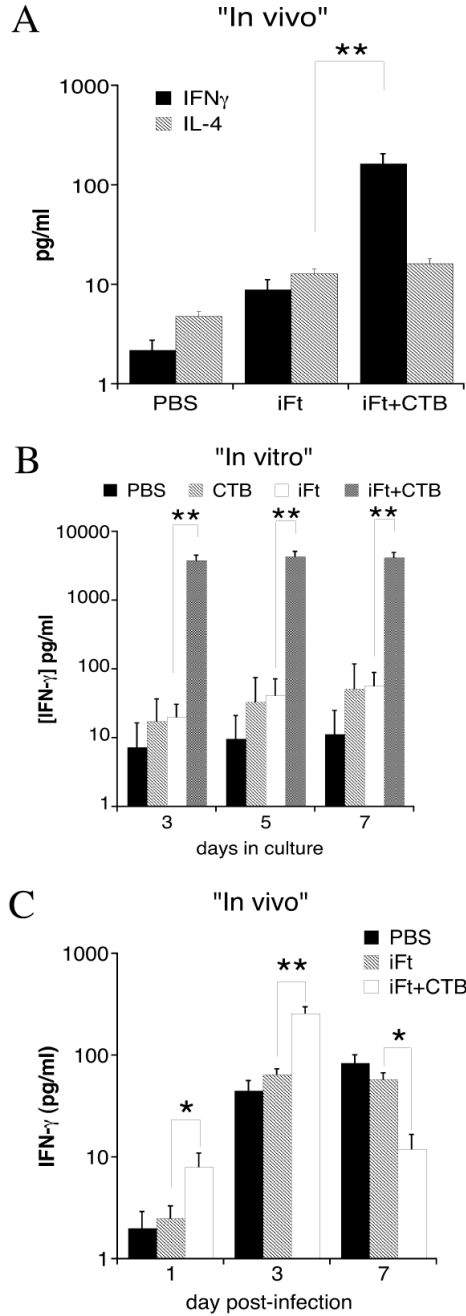 A
"In vivo"
**
IFNγ
IL-4
pg/ml
1000
100
10
1
PBS iFt iFt+CTB
B
"In vitro"
PBS CTB iFt iFt+CTB
** ** **
[IFN-γ] pg/ml
10000
1000
100
10
1
3 5 7
days in culture
C
"In vivo"
PBS
iFt
iFt+CTB
* ** *
IFN-γ (pg/ml)
1000
100
10
1
1 3 7
day post-infection